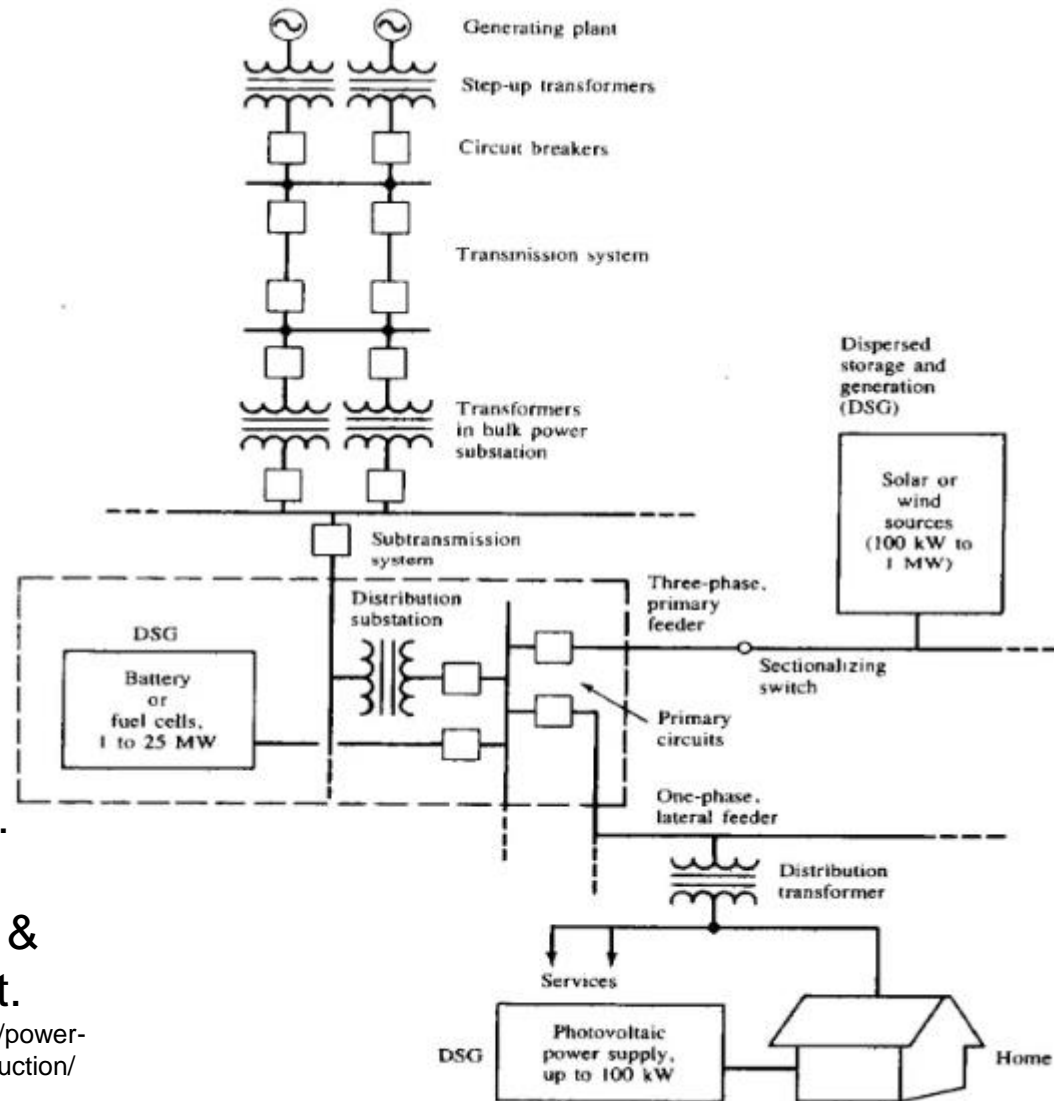 Generating plant
Step-up transformers
Circuit breakers
Transmission system
Dispersed
storage and
generation
(DSG)
Transformers
in bulk power
substation
Solar or
wind
sources
(100 kW to
1 MW)
Subtransmission
system
Three-phase,
primary
feeder
Distribution
substation
DSG
Sectionalizing
switch
Battery
or
fuel cells,
1 to 25 MW
Primary
circuits
One-phase,
lateral feeder
.
Distribution
transformer
&
t.
/power-
uction/
Services
DSG
Photovoltaic
power supply,
up to 100 kW
Home